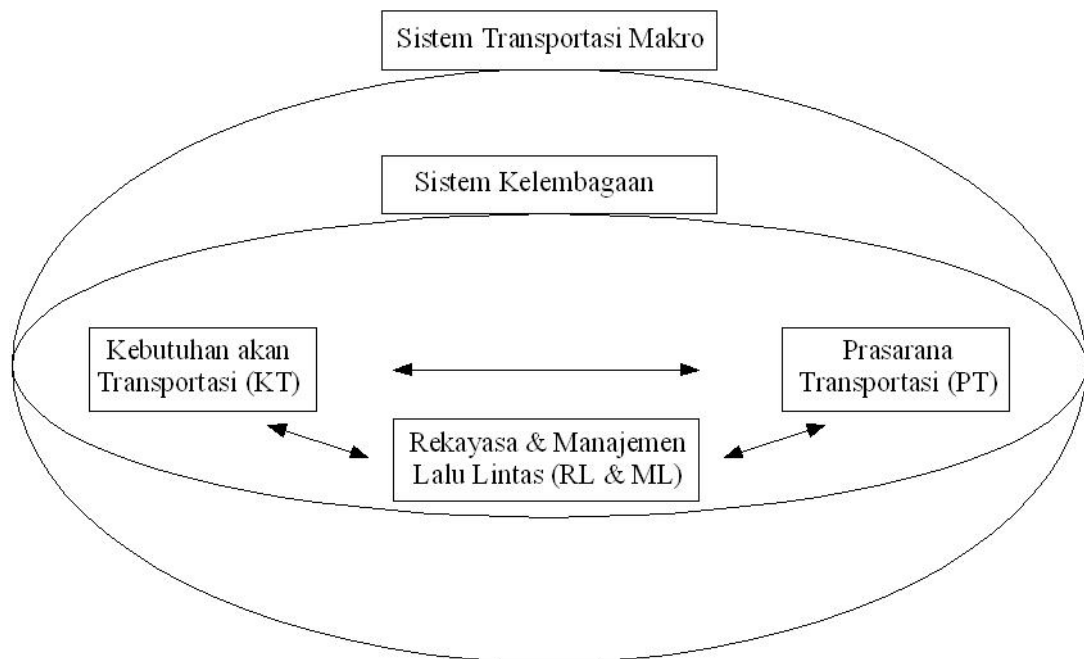 Sistem Transportasi Makro
Sistem Kelembagaan
Kebutuhan akan
Transportasi (KT)
Prasarana
Transportasi (PT)
Rekayasa & Manajemen
Lalu Lintas (RL & ML)